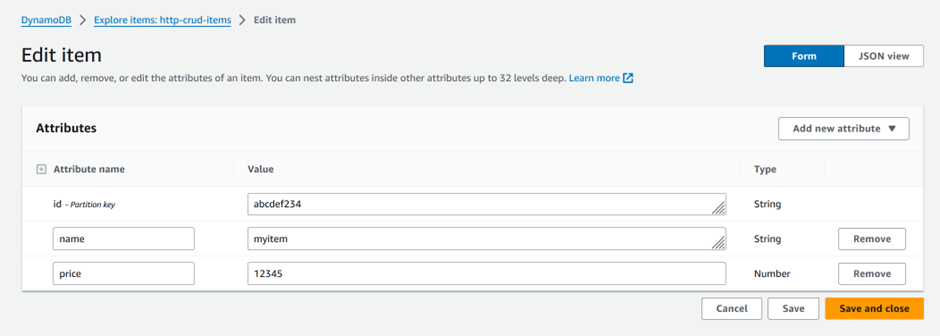 DynamoDB > Explore items: http-crud-items > Edit item
Edit item
Form JSON view
You can add, remove, or edit the attributes of an item. You can nest attributes inside other attributes up to 32 levels deep. Learn more
Attributes
Add new attribute
Attribute name Value Type
id - Partition key abcdef234 String
name myitem String Remove
price 12345 Number Remove
Cancel Save Save and close